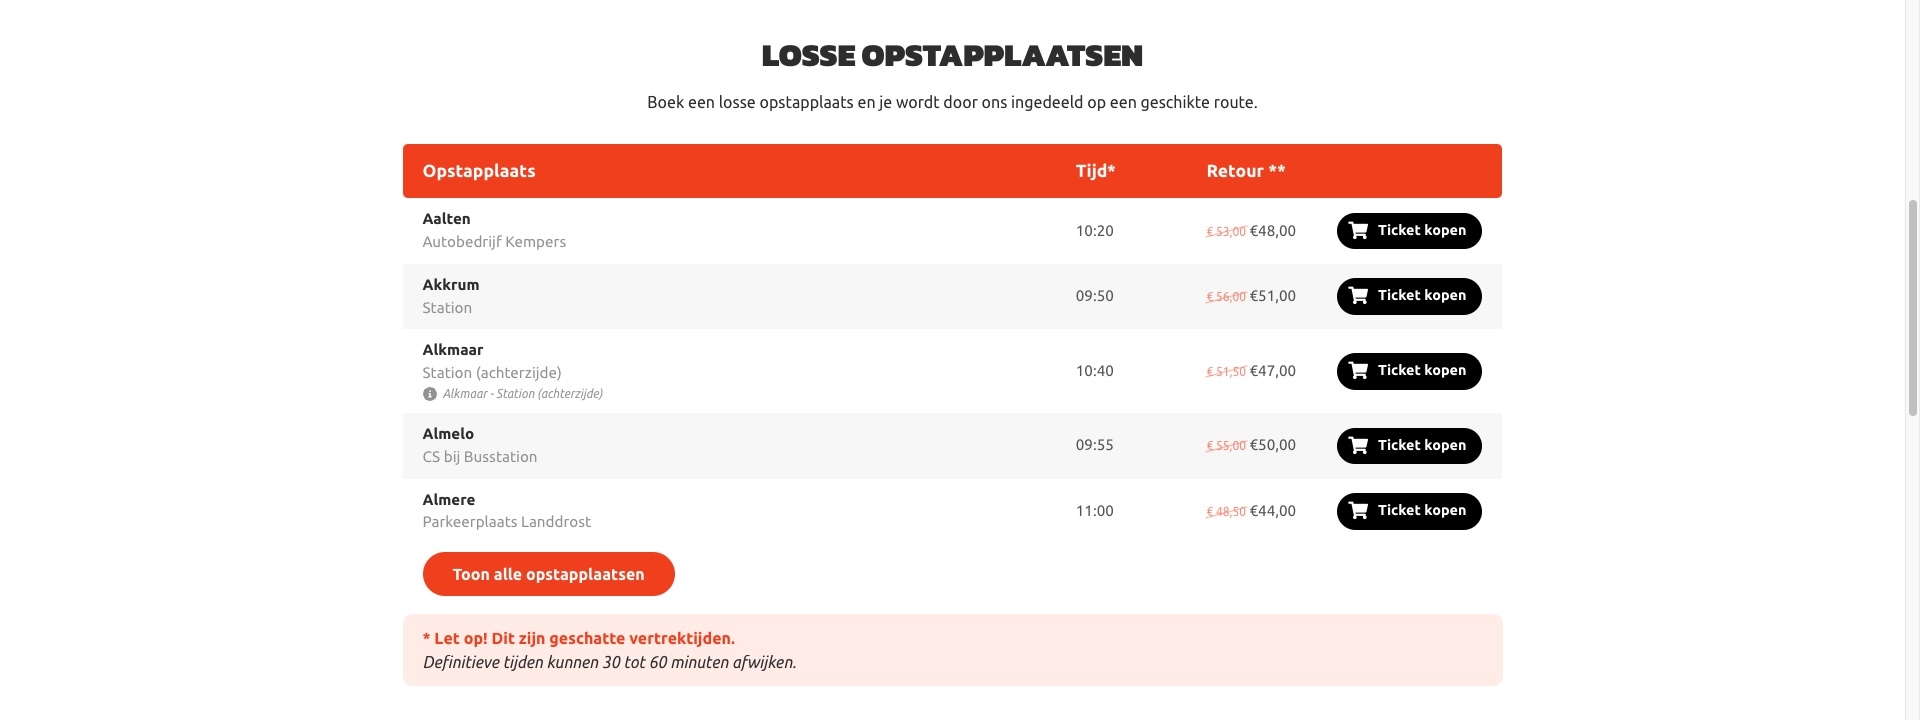 LOSSE OPSTAPPLAATSEN
Boek een losse opstapplaats en je wordt door ons ingedeeld op een geschikte route.
Opstapplaats Tijd* Retour **
Aalten
Autobedrijf Kempers
10:20 € 53,00 €48,00 Ticket kopen
Akkrum
Station
09:50 € 56,00 €51,00 Ticket kopen
Alkmaar
Station (achterzijde)
Alkmaar - Station (achterzijde)
10:40 € 51,50 €47,00 Ticket kopen
Almelo
CS bij Busstation
09:55 € 55,00 €50,00 Ticket kopen
Almere
Parkeerplaats Landdrost
11:00 € 48,50 €44,00 Ticket kopen
Toon alle opstapplaatsen
* Let op! Dit zijn geschatte vertrektijden.
Definitieve tijden kunnen 30 tot 60 minuten afwijken.